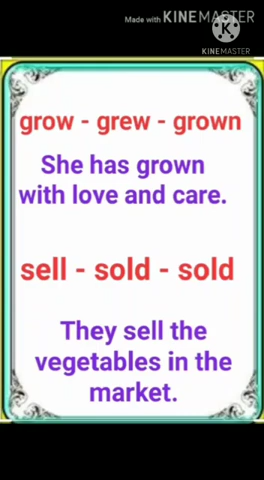 Made with KINEMASTER
KINEMASTER
grow - grew - grown
She has grown
with love and care.
sell - sold - sold
They sell the
vegetables in the
market.